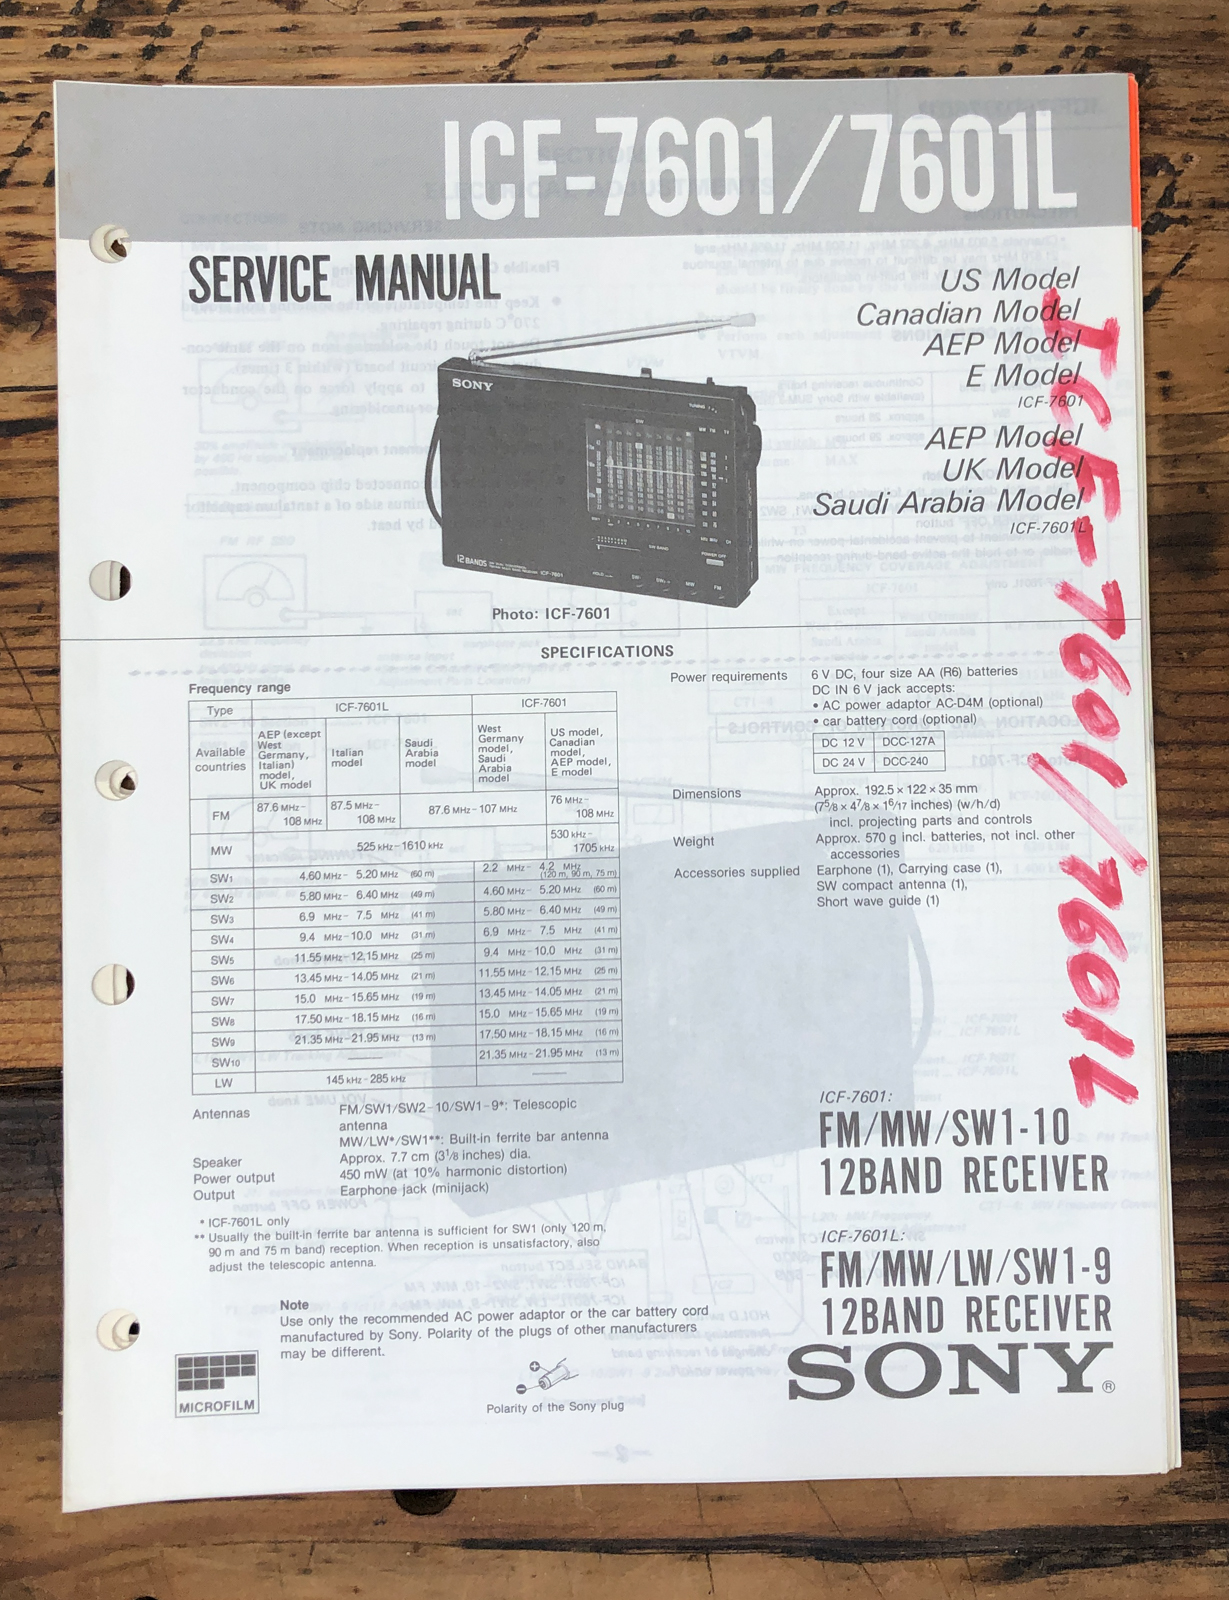 ICF-7601/7601L
SERVICE MANUAL
US Model
Canadian Model
AEP Model
E Model
ICF-7601
AEP Model
UK Model
Saudi Arabia Model
ICF-7601L
ICF-7601/7601L
SONY
12 BANDS
Photo: ICF-7601
SPECIFICATIONS
Frequency range
Type ICF-7601L ICF-7601
Available countries AEP (except West Germany, Italian) model, UK model Italian model Saudi Arabia model West Germany model, Saudi Arabia model US model, Canadian model, AEP model, E model
FM 87.6 MHz–108 MHz 87.5 MHz–108 MHz 87.6 MHz–107 MHz 76 MHz–108 MHz
MW 525 kHz–1610 kHz 530 kHz–1705 kHz
SW1 4.60 MHz– 5.20 MHz (60 m) 2.2 MHz– 4.2 MHz (120 m, 90 m, 75 m)
SW2 5.80 MHz– 6.40 MHz (49 m) 4.60 MHz– 5.20 MHz (60 m)
SW3 6.9 MHz– 7.5 MHz (41 m) 5.80 MHz– 6.40 MHz (49 m)
SW4 9.4 MHz–10.0 MHz (31 m) 6.9 MHz– 7.5 MHz (41 m)
SW5 11.55 MHz–12.15 MHz (25 m) 9.4 MHz–10.0 MHz (31 m)
SW6 13.45 MHz–14.05 MHz (21 m) 11.55 MHz–12.15 MHz (25 m)
SW7 15.0 MHz–15.65 MHz (19 m) 13.45 MHz–14.05 MHz (21 m)
SW8 17.50 MHz–18.15 MHz (16 m) 15.0 MHz–15.65 MHz (19 m)
SW9 21.35 MHz–21.95 MHz (13 m) 17.50 MHz–18.15 MHz (16 m)
SW10 —— 21.35 MHz–21.95 MHz (13 m)
LW 145 kHz–285 kHz ——
Antennas FM/SW1/SW2–10/SW1–9*: Telescopic
antenna
MW/LW*/SW1**: Built-in ferrite bar antenna
Speaker Approx. 7.7 cm (3 1/8 inches) dia.
Power output 450 mW (at 10% harmonic distortion)
Output Earphone jack (minijack)
* ICF-7601L only
** Usually the built-in ferrite bar antenna is sufficient for SW1 (only 120 m,
90 m and 75 m band) reception. When reception is unsatisfactory, also
adjust the telescopic antenna.
Power requirements 6 V DC, four size AA (R6) batteries
DC IN 6 V jack accepts:
• AC power adaptor AC-D4M (optional)
• car battery cord (optional)
DC 12 V DCC-127A
DC 24 V DCC-240
Dimensions Approx. 192.5 × 122 × 35 mm
(7 5/8 × 4 7/8 × 1 6/17 inches) (w/h/d)
incl. projecting parts and controls
Weight Approx. 570 g incl. batteries, not incl. other
accessories
Accessories supplied Earphone (1), Carrying case (1),
SW compact antenna (1),
Short wave guide (1)
Note
Use only the recommended AC power adaptor or the car battery cord
manufactured by Sony. Polarity of the plugs of other manufacturers
may be different.
Polarity of the Sony plug
MICROFILM
ICF-7601:
FM/MW/SW1-10
12BAND RECEIVER
ICF-7601L:
FM/MW/LW/SW1-9
12BAND RECEIVER
SONY®